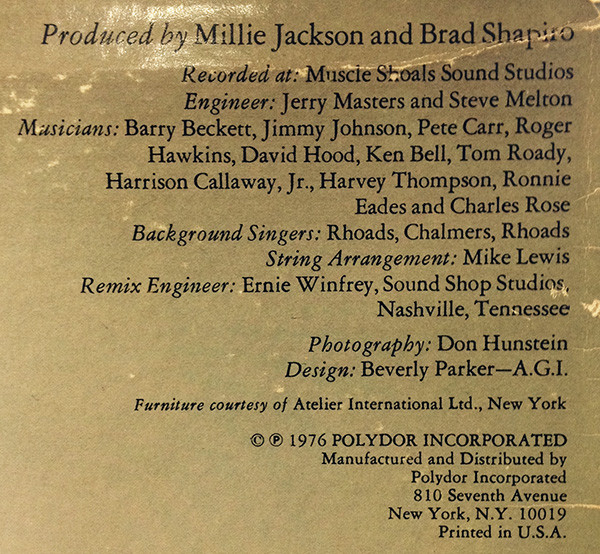 Produced by Millie Jackson and Brad Shapiro
Recorded at: Muscle Shoals Sound Studios
Engineer: Jerry Masters and Steve Melton
Musicians: Barry Beckett, Jimmy Johnson, Pete Carr, Roger
Hawkins, David Hood, Ken Bell, Tom Roady,
Harrison Callaway, Jr., Harvey Thompson, Ronnie
Eades and Charles Rose
Background Singers: Rhoads, Chalmers, Rhoads
String Arrangement: Mike Lewis
Remix Engineer: Ernie Winfrey, Sound Shop Studios,
Nashville, Tennessee
Photography: Don Hunstein
Design: Beverly Parker—A.G.I.
Furniture courtesy of Atelier International Ltd., New York
© ℗ 1976 POLYDOR INCORPORATED
Manufactured and Distributed by
Polydor Incorporated
810 Seventh Avenue
New York, N.Y. 10019
Printed in U.S.A.